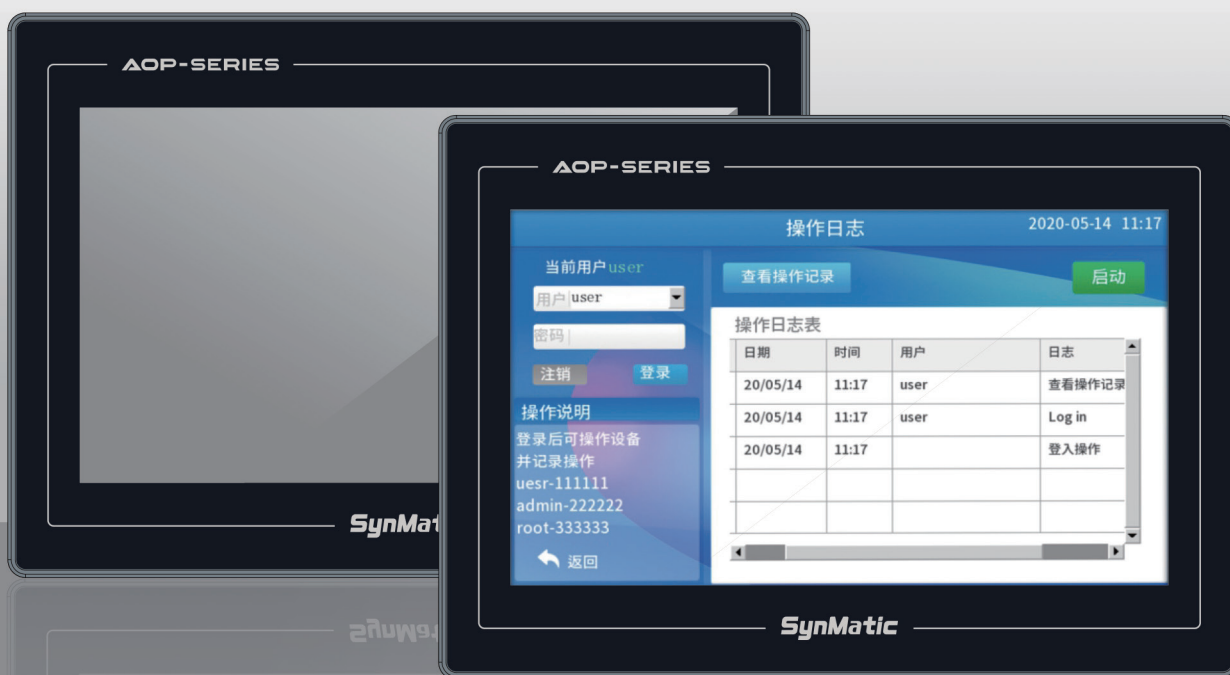 AOP-SERIES
SynMat
AOP-SERIES
操作日志
2020-05-14 11:17
当前用户user
用户 user
密码
注销
登录
操作说明
登录后可操作设备
并记录操作
uesr-111111
admin-222222
root-333333
返回
查看操作记录
启动
操作日志表
日期 时间 用户 日志
20/05/14 11:17 user 查看操作记录
20/05/14 11:17 user Log in
20/05/14 11:17 登入操作
SynMatic